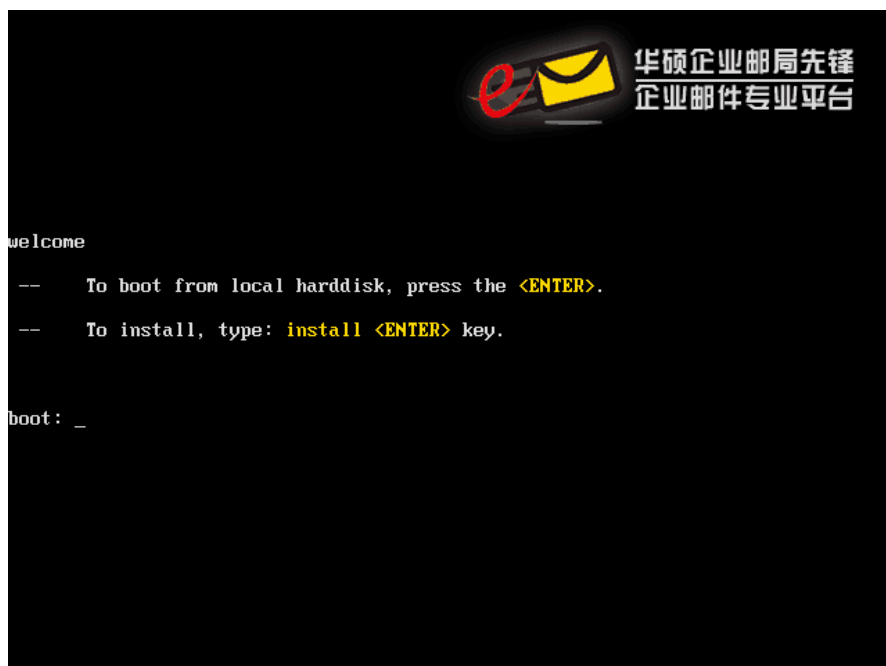 华硕企业邮局先锋
企业邮件专业平台
welcome
-- To boot from local harddisk, press the <ENTER>.
-- To install, type: install <ENTER> key.
boot: _